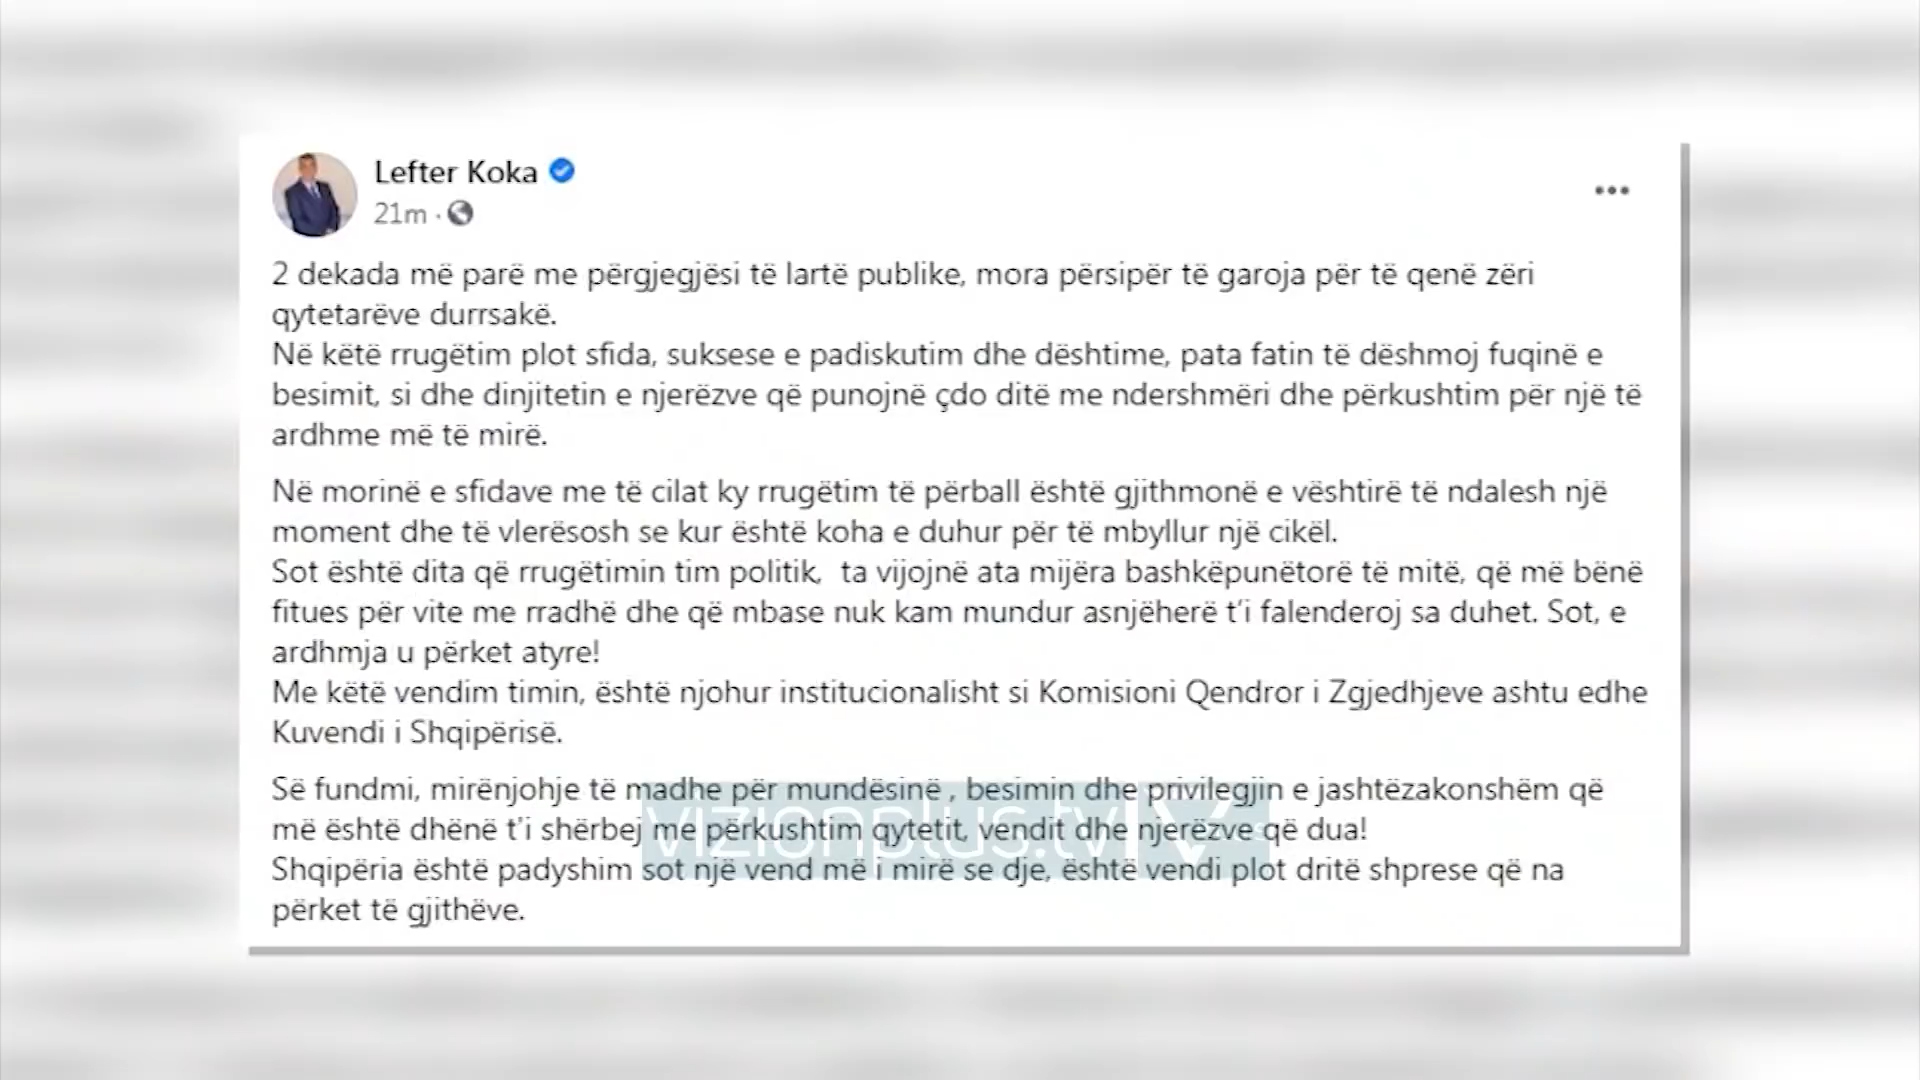 Lefter Koka
21m ·
2 dekada më parë me përgjegjësi të lartë publike, mora përsipër të garoja për të qenë zëri
qytetarëve durrsakë.
Në këtë rrugëtim plot sfida, suksese e padiskutim dhe dështime, pata fatin të dëshmoj fuqinë e
besimit, si dhe dinjitetin e njerëzve që punojnë çdo ditë me ndershmëri dhe përkushtim për një të
ardhme më të mirë.
Në morinë e sfidave me të cilat ky rrugëtim të përball është gjithmonë e vështirë të ndalesh një
moment dhe të vlerësosh se kur është koha e duhur për të mbyllur një cikël.
Sot është dita që rrugëtimin tim politik,  ta vijojnë ata mijëra bashkëpunëtorë të mitë, që më bënë
fitues për vite me rradhë dhe që mbase nuk kam mundur asnjëherë t'i falenderoj sa duhet. Sot, e
ardhmja u përket atyre!
Me këtë vendim timin, është njohur institucionalisht si Komisioni Qendror i Zgjedhjeve ashtu edhe
Kuvendi i Shqipërisë.
Së fundmi, mirënjohje të madhe për mundësinë , besimin dhe privilegjin e jashtëzakonshëm që
më është dhënë t'i shërbej me përkushtim qytetit, vendit dhe njerëzve që dua!
Shqipëria është padyshim sot një vend më i mirë se dje, është vendi plot dritë shprese që na
përket të gjithëve.
vizionplus.tv